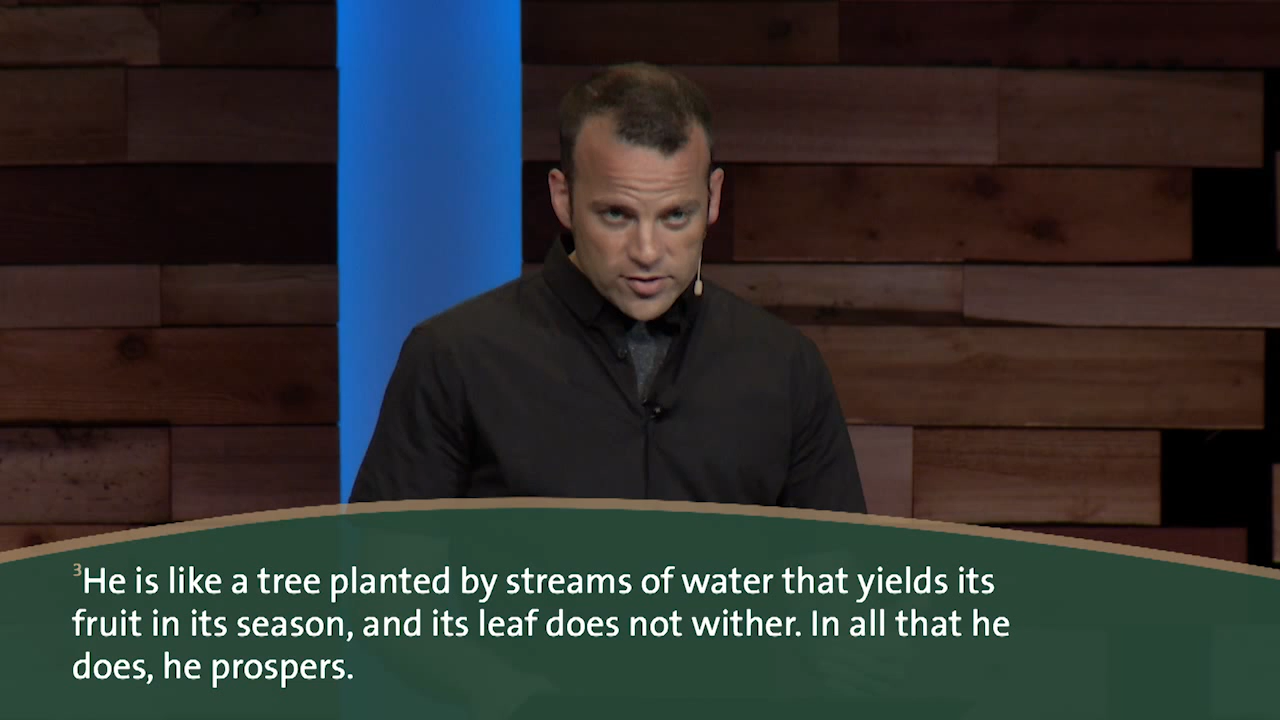 ³He is like a tree planted by streams of water that yields its
fruit in its season, and its leaf does not wither. In all that he
does, he prospers.